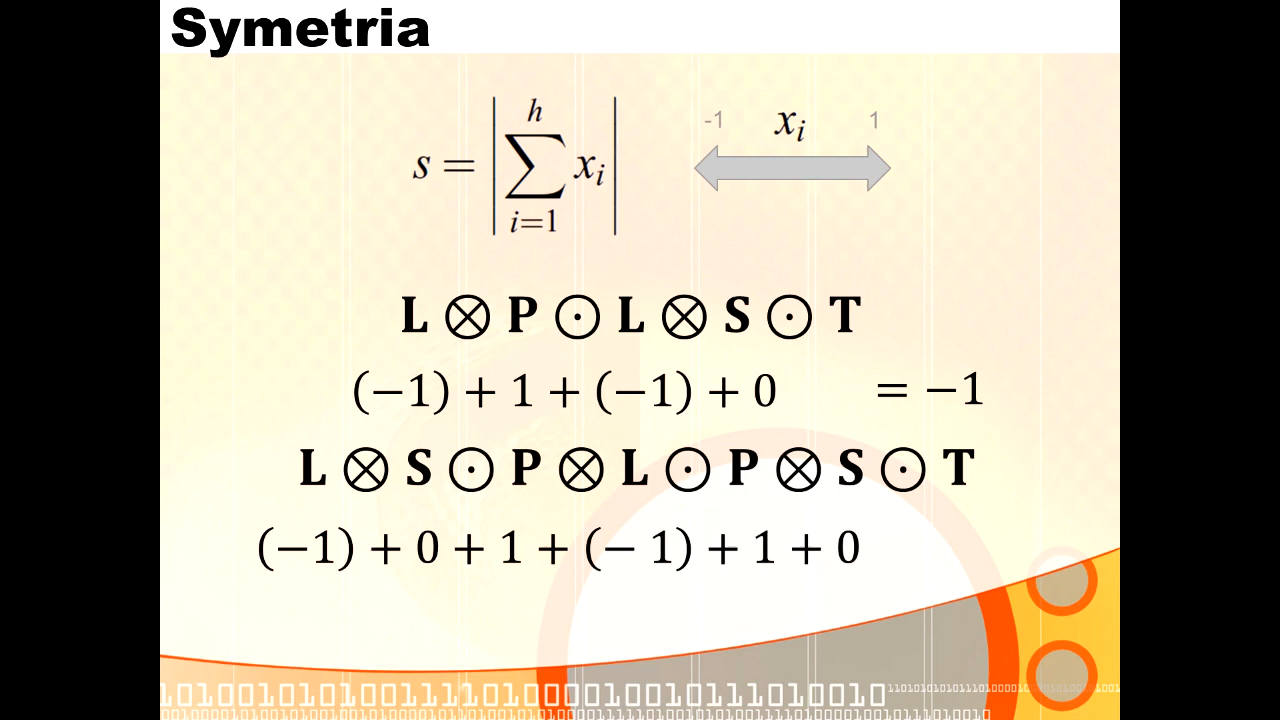 Symetria
s = |∑_{i=1}^{h} x_i|
-1 x_i 1
L ⊗ P ⊙ L ⊗ S ⊙ T
(−1) + 1 + (−1) + 0 = −1
L ⊗ S ⊙ P ⊗ L ⊙ P ⊗ S ⊙ T
(−1) + 0 + 1 + (− 1) + 1 + 0